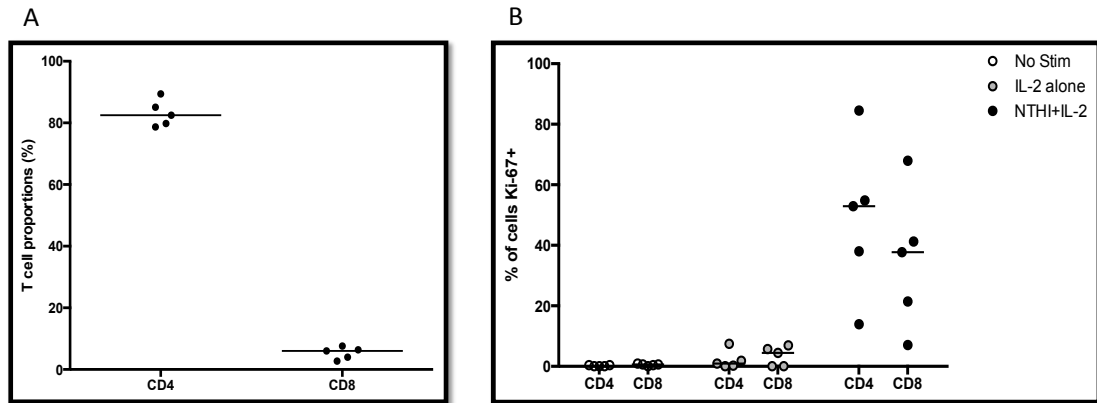 A
T cell proportions (%)
100
80
60
40
20
0
CD4
CD8
B
% of cells Ki-67+
100
80
60
40
20
0
CD4
CD8
CD4
CD8
CD4
CD8
No Stim
IL-2 alone
NTHI+IL-2